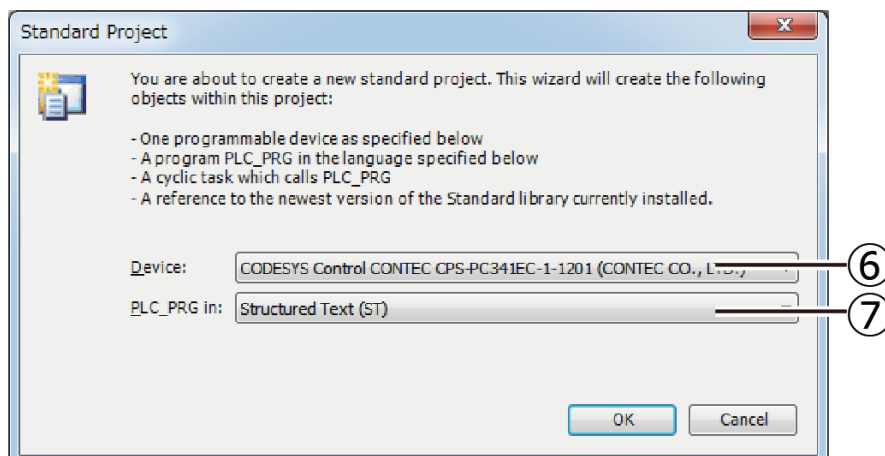 Standard Project
You are about to create a new standard project. This wizard will create the following
objects within this project:
- One programmable device as specified below
- A program PLC_PRG in the language specified below
- A cyclic task which calls PLC_PRG
- A reference to the newest version of the Standard library currently installed.
Device: CODESYS Control CONTEC CPS-PC341EC-1-1201 (CONTEC CO.,
⑥
PLC_PRG in: Structured Text (ST)
⑦
OK Cancel